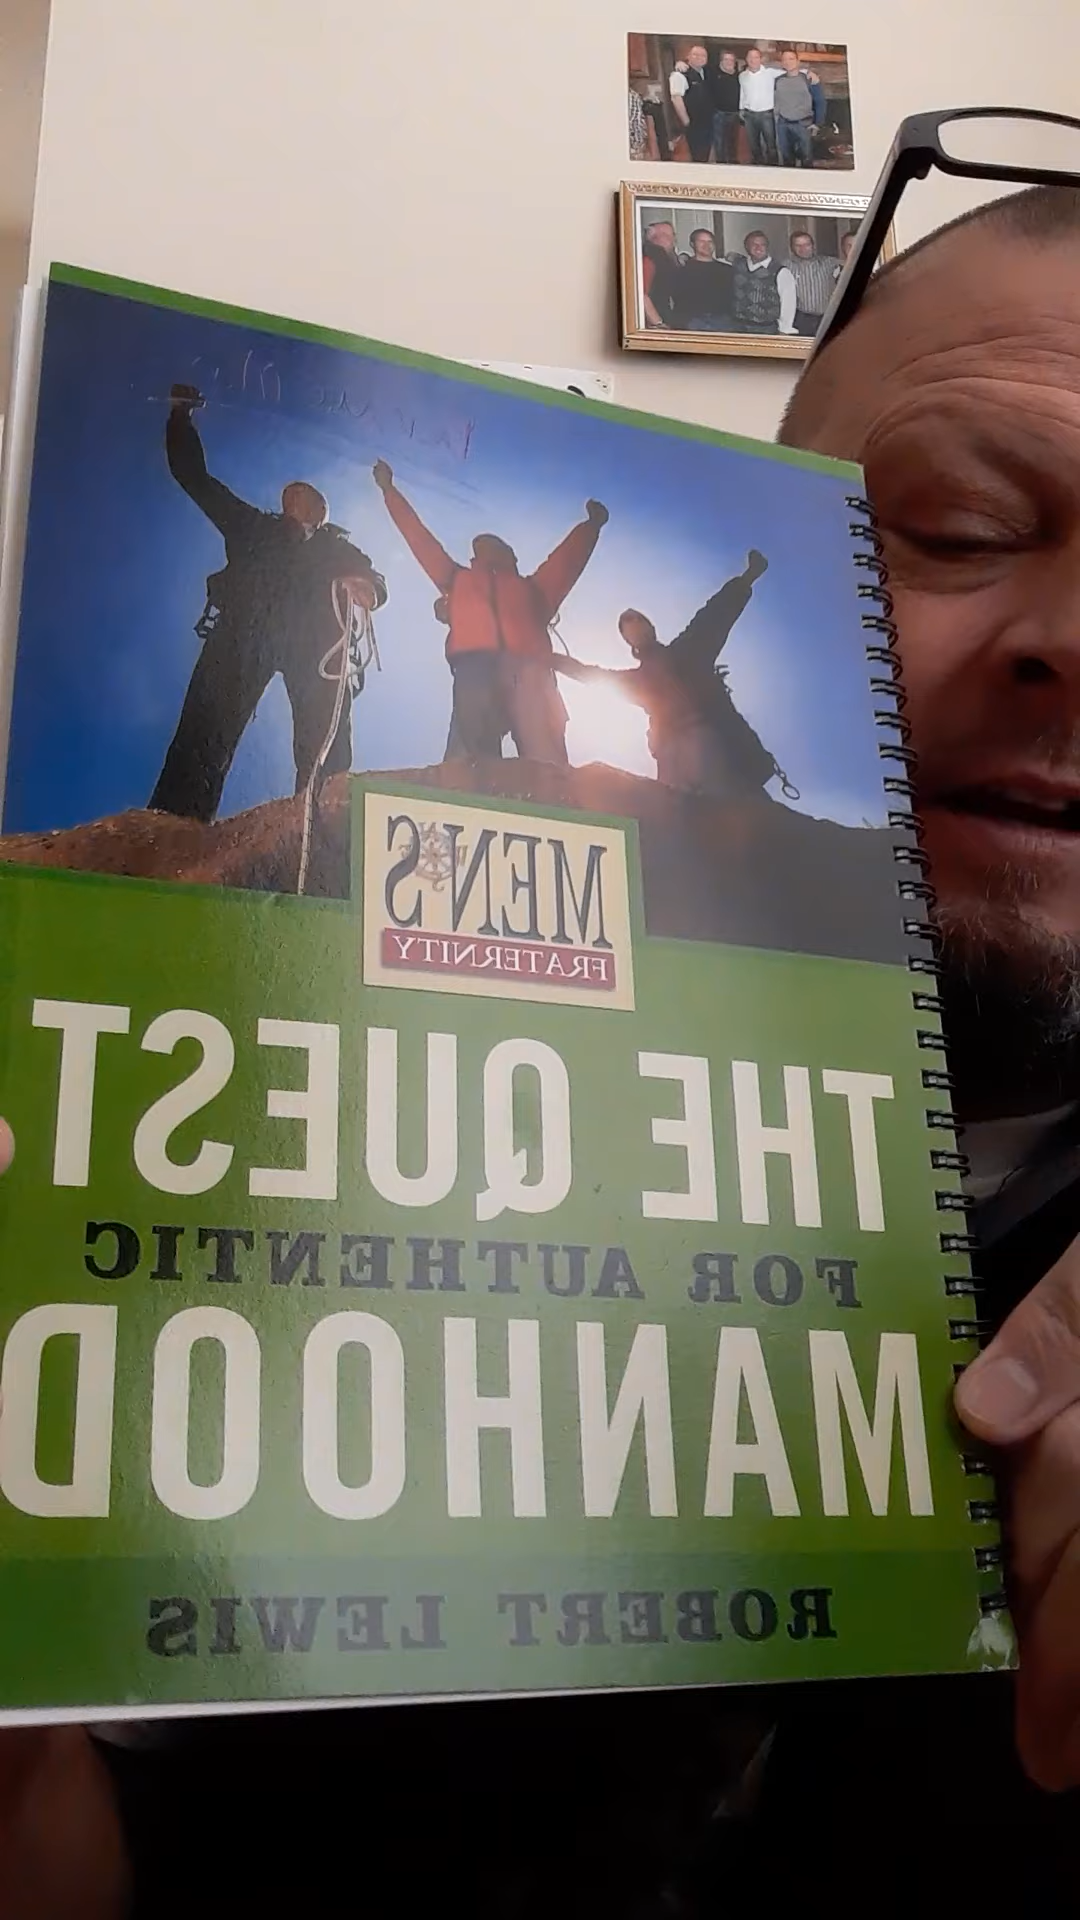 MEN'S
FRATERNITY
THE QUEST
FOR AUTHENTIC
MANHOOD
ROBERT LEWIS